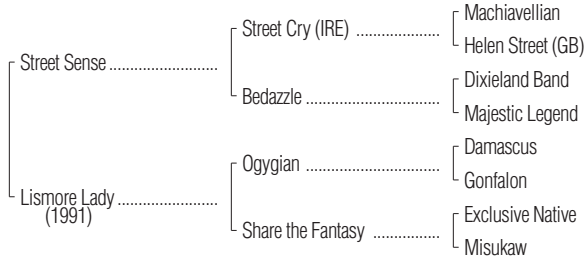 Machiavellian
Street Cry (IRE) ....................
Helen Street (GB)
Street Sense ..........................
Dixieland Band
Bedazzle ................................
Majestic Legend
Damascus
Ogygian ................................
Gonfalon
Lismore Lady ........................
(1991)
Exclusive Native
Share the Fantasy ................
Misukaw